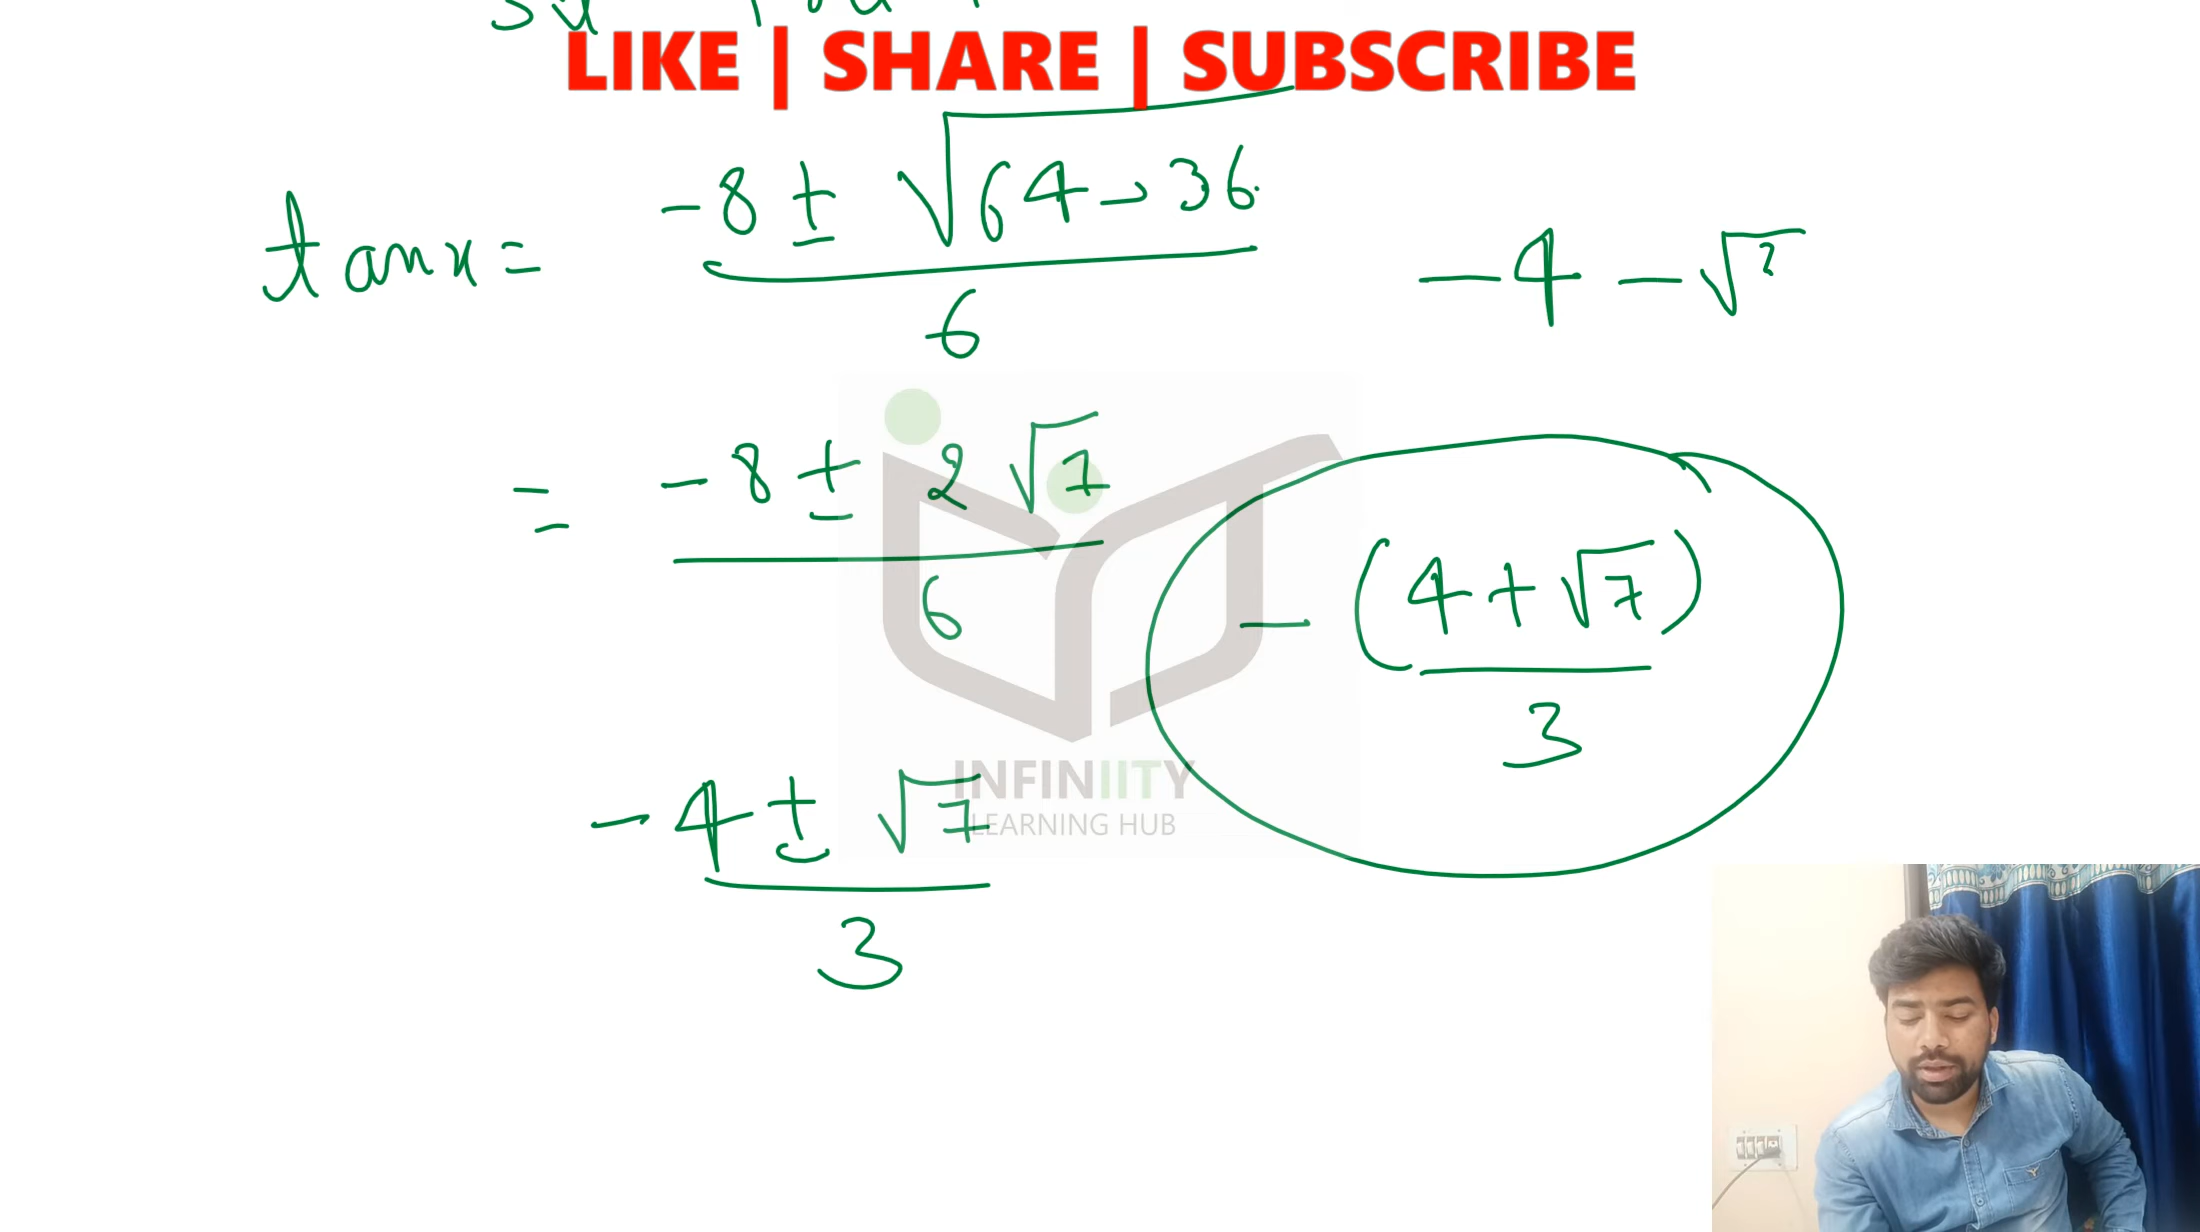 LIKE | SHARE | SUBSCRIBE
tan x = -8 ± √64-36 / 6
-4 - √
= -8 ± 2√7 / 6
-(4+√7) / 3
INFINIITY
LEARNING HUB
-4 ± √7 / 3